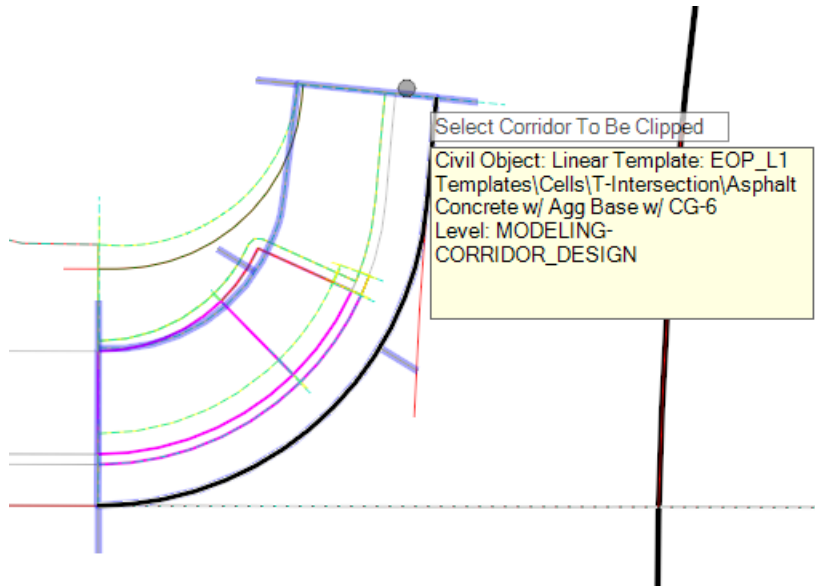 Select Corridor To Be Clipped
Civil Object: Linear Template: EOP_L1
Templates\Cells\T-Intersection\Asphalt
Concrete w/ Agg Base w/ CG-6
Level: MODELING-
CORRIDOR_DESIGN